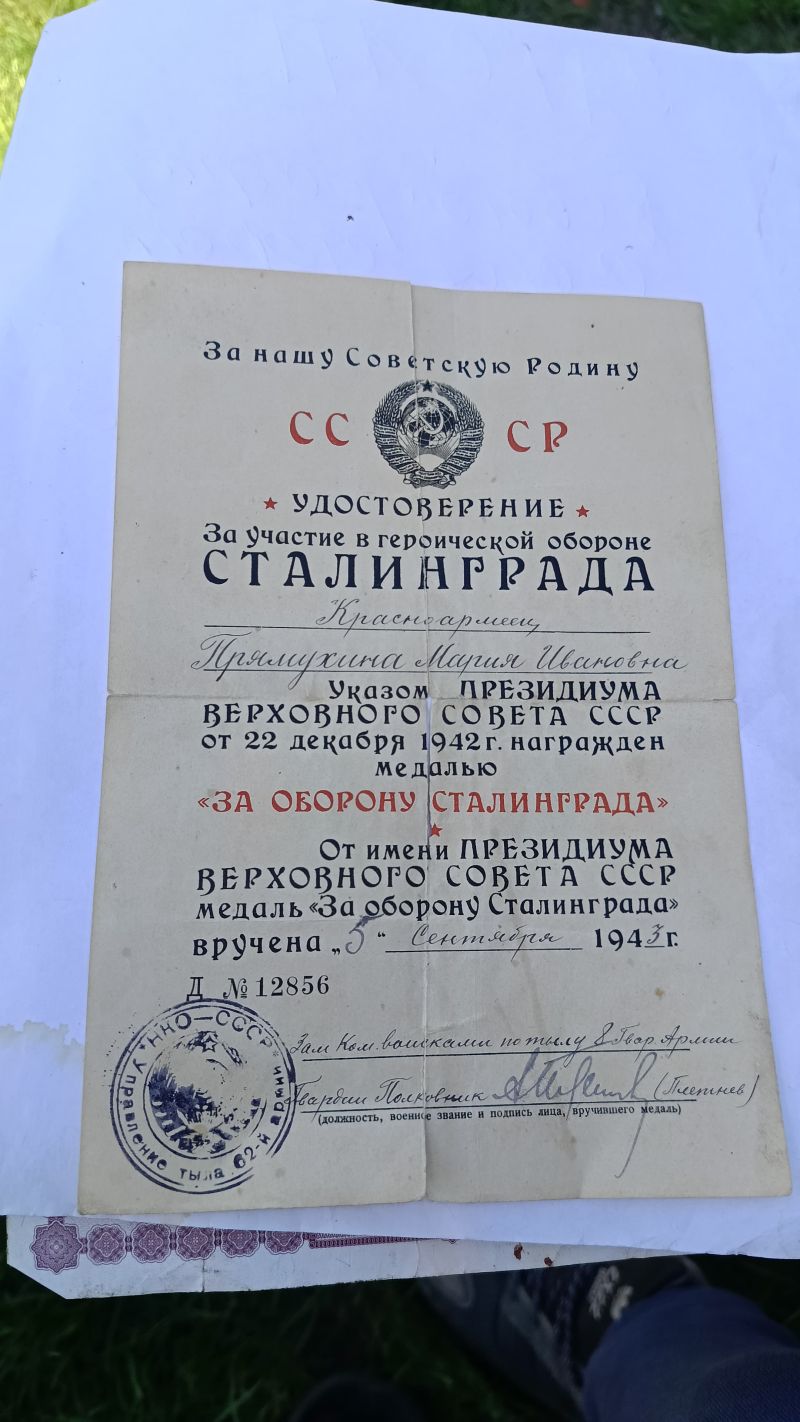 За нашу Советскую Родину
СССР
УДОСТОВЕРЕНИЕ
За участие в героической обороне
СТАЛИНГРАДА
Красноармеец
Прямухина Мария Ивановна
Указом ПРЕЗИДИУМА
ВЕРХОВНОГО СОВЕТА СССР
от 22 декабря 1942 г. награжден
медалью
«ЗА ОБОРОНУ СТАЛИНГРАДА»
От имени ПРЕЗИДИУМА
ВЕРХОВНОГО СОВЕТА СССР
медаль «За оборону Сталинграда»
вручена „5“ Сентября 1943 г.
Д № 12856
Зам Ком. войсками по тылу 8 Гвар. Армии
Гвардии Полковник (Плетнев)
(должность, военное звание и подпись лица, вручившего медаль)
НКО—СССР
Управление тыла 62-й армии